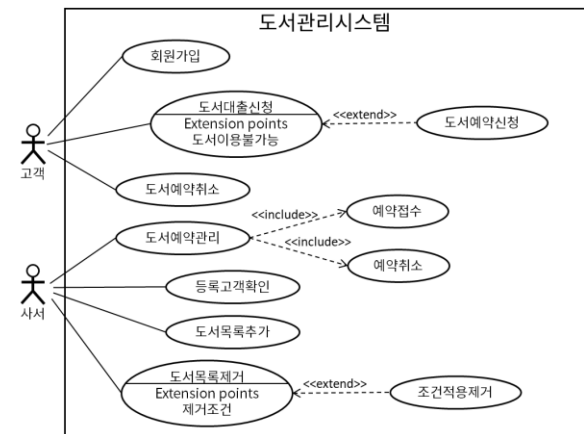 도서관리시스템
회원가입
도서대출신청
Extension points
도서이용불가능
<<extend>>
도서예약신청
고객
도서예약취소
도서예약관리
<<include>>
예약접수
<<include>>
예약취소
사서
등록고객확인
도서목록추가
도서목록제거
Extension points
제거조건
<<extend>>
조건적용제거